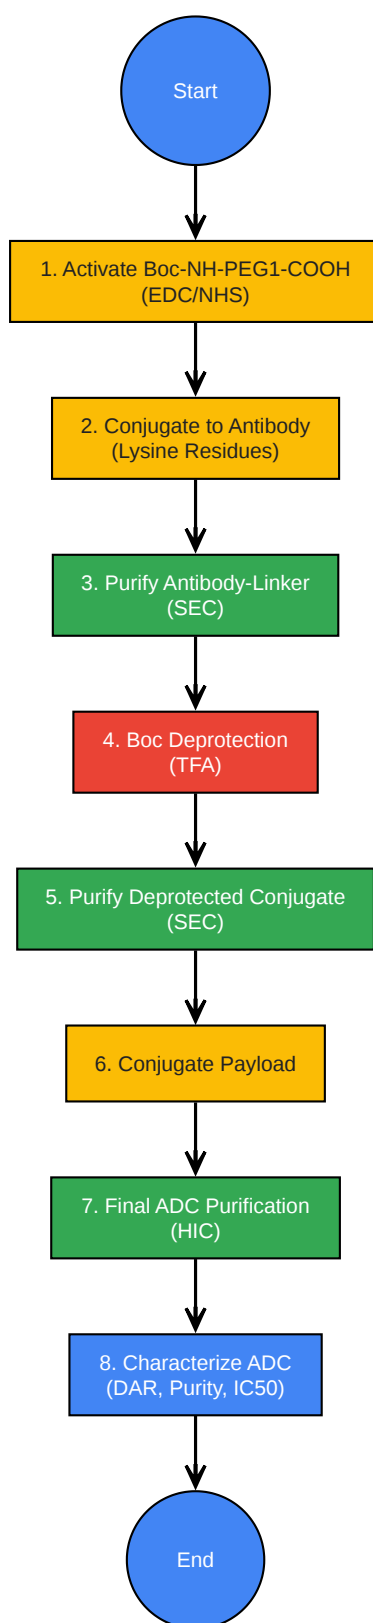 Start
1. Activate Boc-NH-PEG1-COOH
(EDC/NHS)
2. Conjugate to Antibody
(Lysine Residues)
3. Purify Antibody-Linker
(SEC)
4. Boc Deprotection
(TFA)
5. Purify Deprotected Conjugate
(SEC)
6. Conjugate Payload
7. Final ADC Purification
(HIC)
8. Characterize ADC
(DAR, Purity, IC50)
End